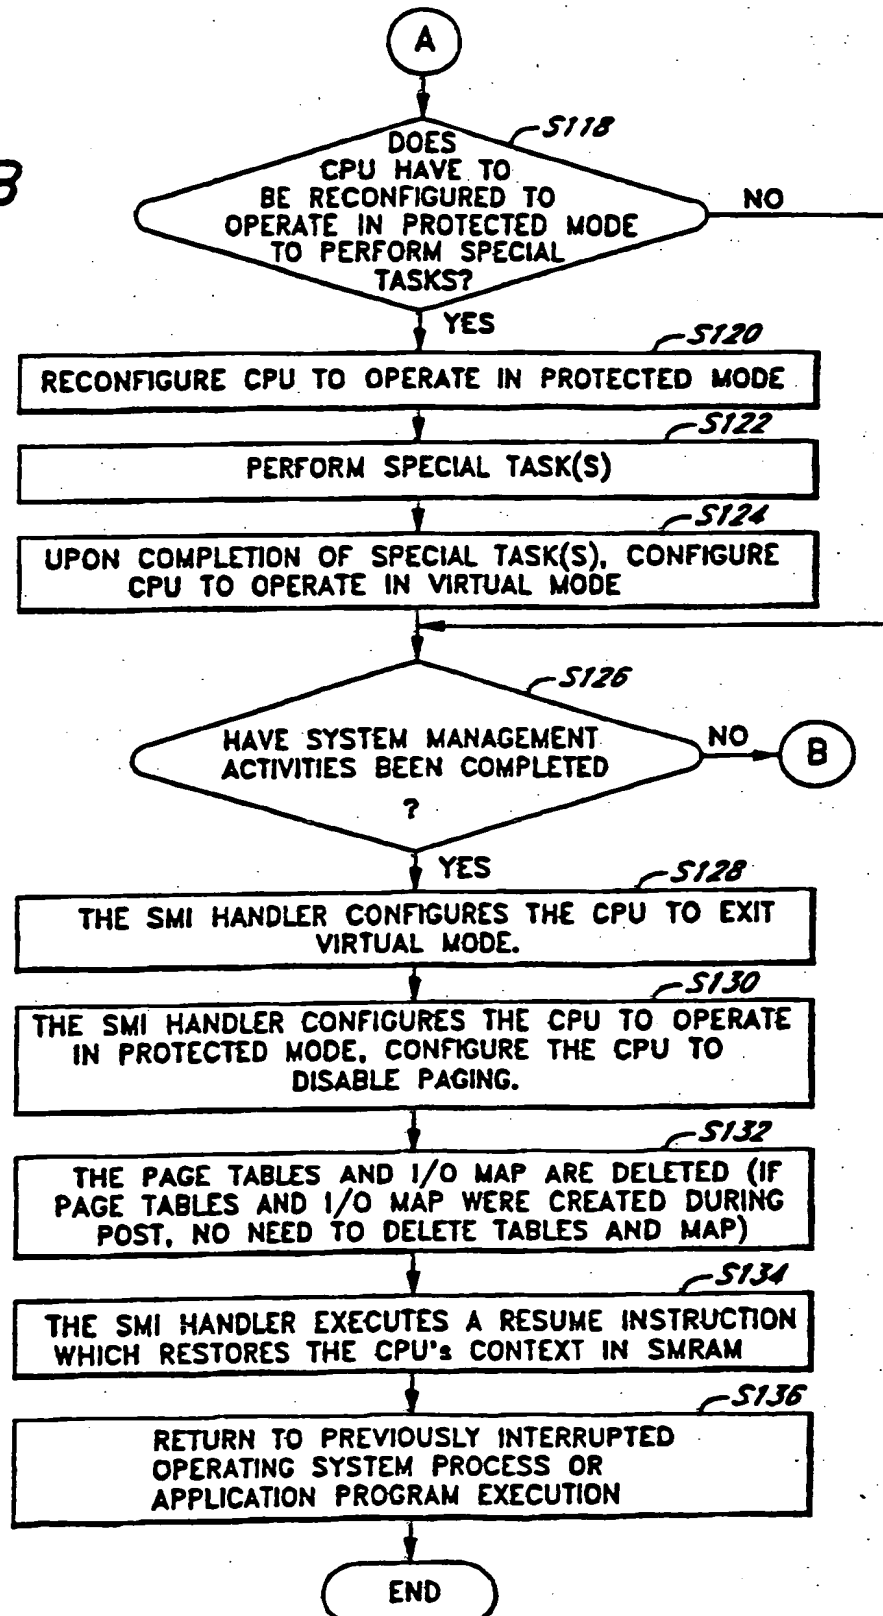 A
S118
B
DOES
CPU HAVE TO
BE RECONFIGURED TO
OPERATE IN PROTECTED MODE
TO PERFORM SPECIAL
TASKS?
NO
YES
S120
RECONFIGURE CPU TO OPERATE IN PROTECTED MODE
S122
PERFORM SPECIAL TASK(S)
S124
UPON COMPLETION OF SPECIAL TASK(S), CONFIGURE
CPU TO OPERATE IN VIRTUAL MODE
S126
HAVE SYSTEM MANAGEMENT
ACTIVITIES BEEN COMPLETED
?
NO
B
YES
S128
THE SMI HANDLER CONFIGURES THE CPU TO EXIT
VIRTUAL MODE.
S130
THE SMI HANDLER CONFIGURES THE CPU TO OPERATE
IN PROTECTED MODE, CONFIGURE THE CPU TO
DISABLE PAGING.
S132
THE PAGE TABLES AND I/O MAP ARE DELETED (IF
PAGE TABLES AND I/O MAP WERE CREATED DURING
POST, NO NEED TO DELETE TABLES AND MAP)
S134
THE SMI HANDLER EXECUTES A RESUME INSTRUCTION
WHICH RESTORES THE CPU's CONTEXT IN SMRAM
S136
RETURN TO PREVIOUSLY INTERRUPTED
OPERATING SYSTEM PROCESS OR
APPLICATION PROGRAM EXECUTION
END